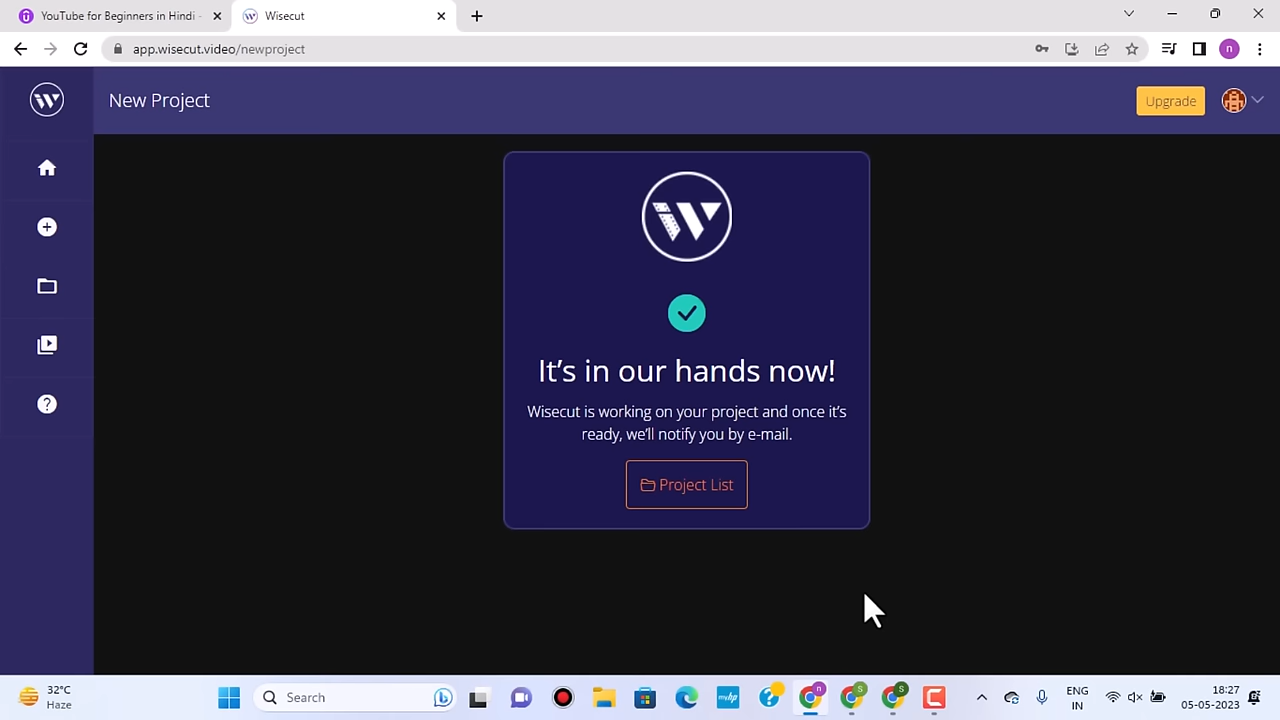 YouTube for Beginners in Hindi -
Wisecut
app.wisecut.video/newproject
n
New Project
Upgrade
It's in our hands now!
Wisecut is working on your project and once it's
ready, we'll notify you by e-mail.
Project List
32°C
Haze
Search
myhp
n
S
S
ENG
IN
18:27
05-05-2023